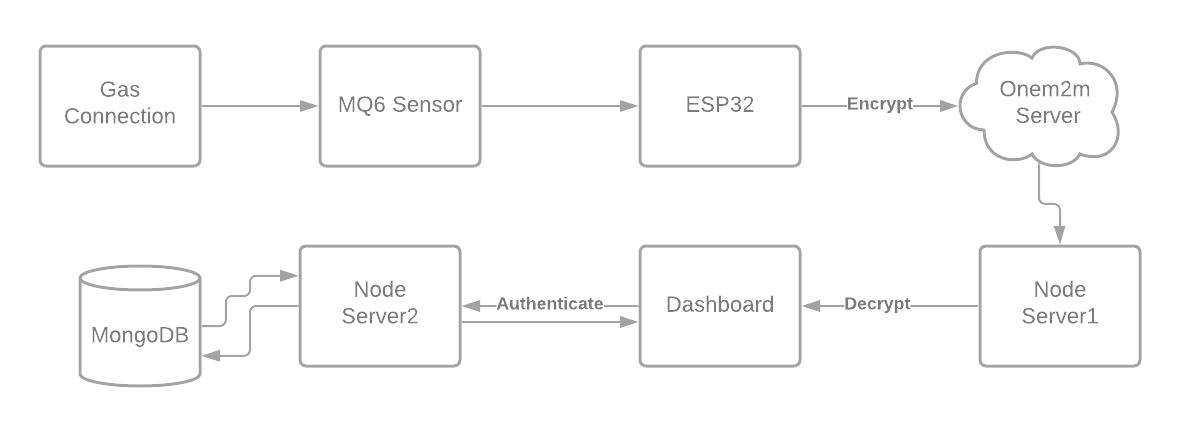 Gas
Connection
MQ6 Sensor
ESP32
Encrypt
Onem2m
Server
MongoDB
Node
Server2
Authenticate
Dashboard
Decrypt
Node
Server1